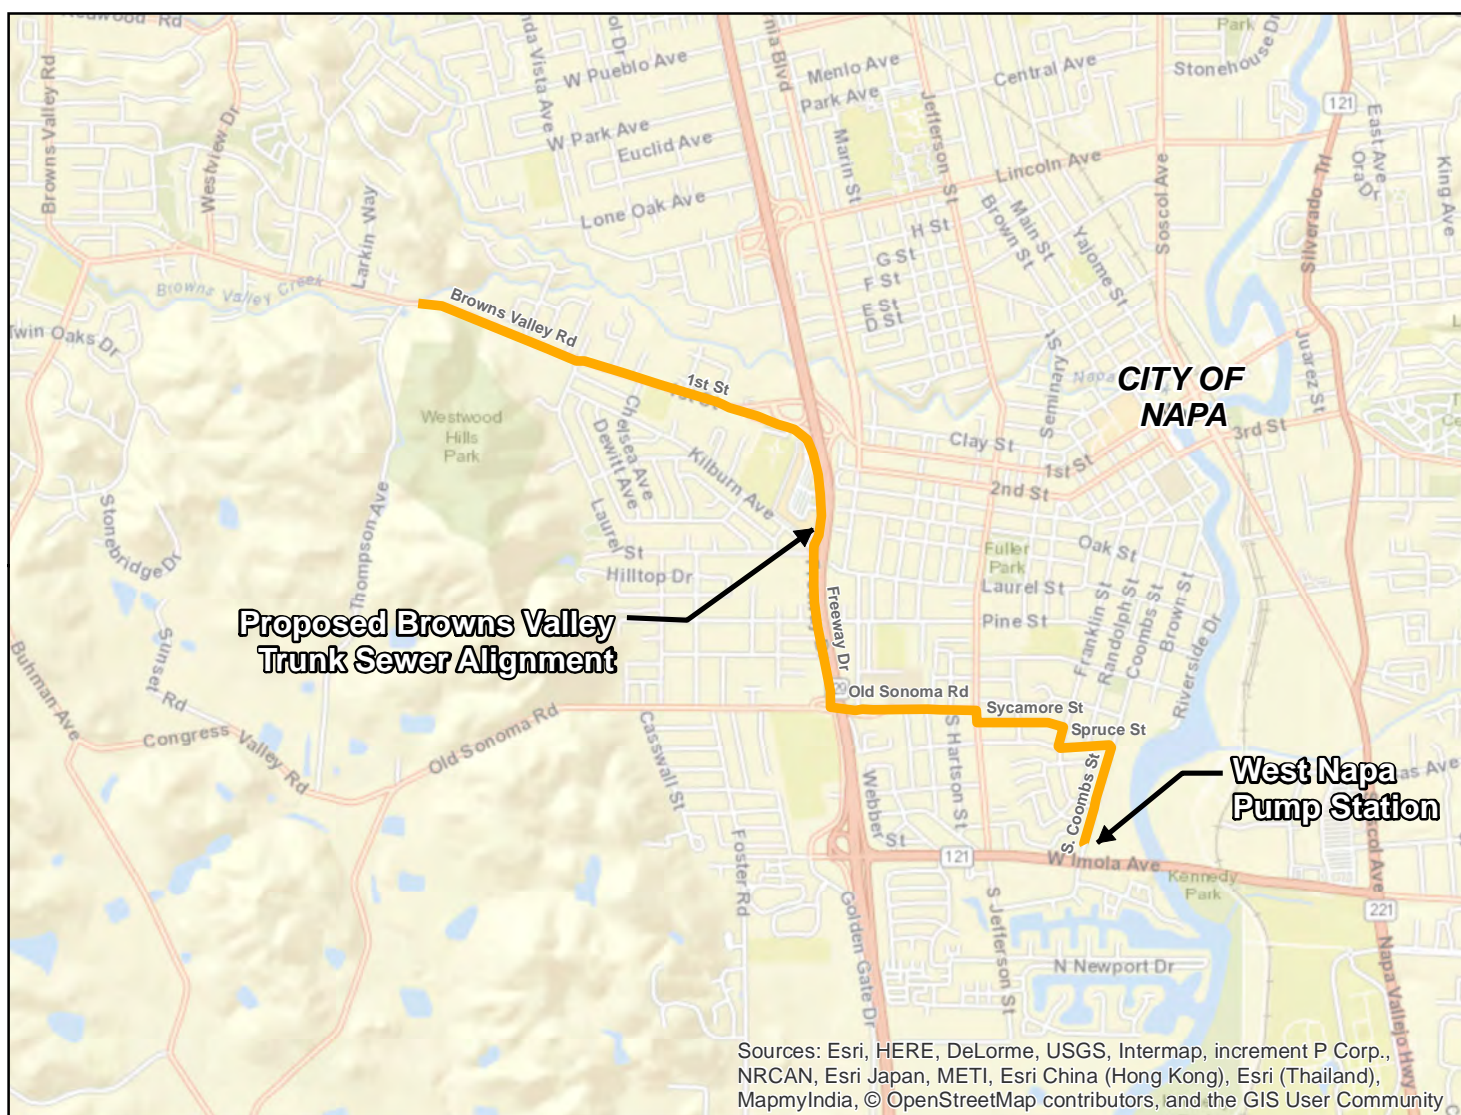 Redwood Rd
Browns Valley Rd
Westview Dr
Larkin Way
Browns Valley Creek
Twin Oaks Dr
W Pueblo Ave
W Park Ave
Euclid Ave
Lone Oak Ave
Menlo Ave
Park Ave
Marin St
Jefferson St
Central Ave
Park
Stonehouse Dr
121
East Ave
Ora Dr
King Ave
Lincoln Ave
Soscol Ave
Silverado Trl
Main St
Brown St
Yajome St
H St
G St
F St
E St
D St
Seminary St
Juarez St
Browns Valley Rd
1st St
1st St
CITY OF
NAPA
Napa
Clay St
1st St
2nd St
3rd St
Westwood
Hills
Park
Chelsea Ave
Dewitt Ave
Kilburn Ave
Laurel St
Hilltop Dr
Stonebridge Dr
Thompson Ave
Fuller
Park
Oak St
Laurel St
Pine St
Franklin St
Randolph St
Coombs St
Brown St
Riverside Dr
Proposed Browns Valley
Trunk Sewer Alignment
Freeway Dr
Sunset Rd
Buhman Ave
Congress Valley Rd
Old Sonoma Rd
Casswall St
Old Sonoma Rd
Sycamore St
Spruce St
S Hartson St
S. Coombs St
Webber St
West Napa
Pump Station
121
W Imola Ave
Kennedy
Park
221
Foster Rd
Golden Gate Dr
S Jefferson St
N Newport Dr
Napa Vallejo Hwy
Sources: Esri, HERE, DeLorme, USGS, Intermap, increment P Corp.,
NRCAN, Esri Japan, METI, Esri China (Hong Kong), Esri (Thailand),
MapmyIndia, © OpenStreetMap contributors, and the GIS User Community